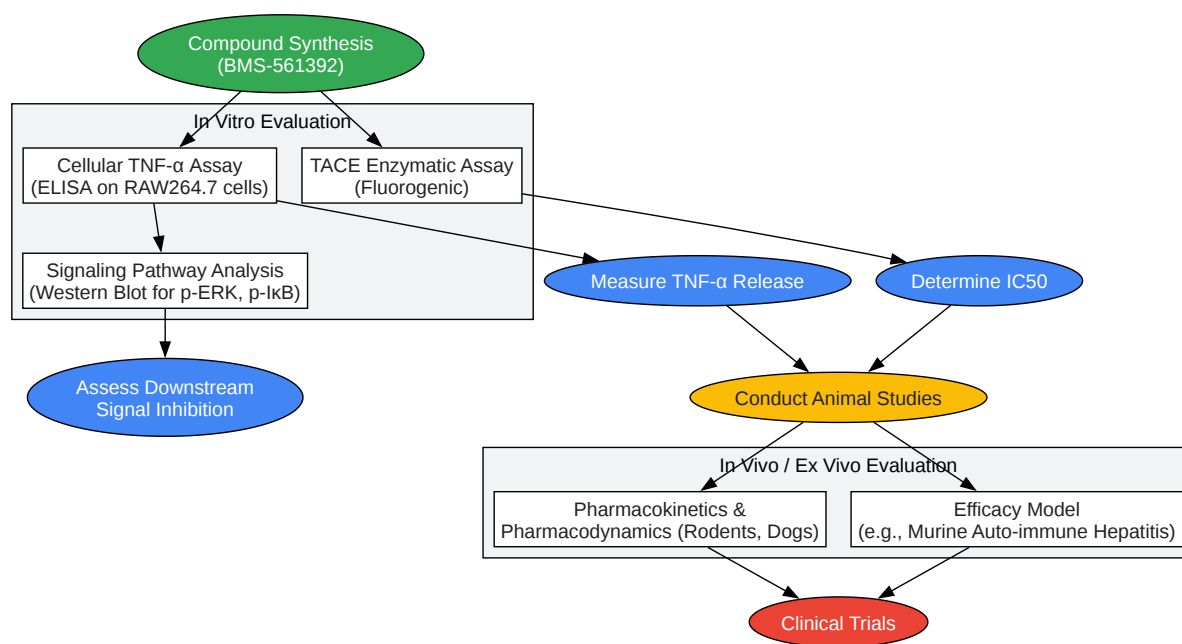 Compound Synthesis
(BMS-561392)
In Vitro Evaluation
Cellular TNF-α Assay
(ELISA on RAW264.7 cells)
TACE Enzymatic Assay
(Fluorogenic)
Signaling Pathway Analysis
(Western Blot for p-ERK, p-IκB)
Measure TNF-α Release
Determine IC50
Assess Downstream
Signal Inhibition
Conduct Animal Studies
In Vivo / Ex Vivo Evaluation
Pharmacokinetics &
Pharmacodynamics (Rodents, Dogs)
Efficacy Model
(e.g., Murine Auto-immune Hepatitis)
Clinical Trials